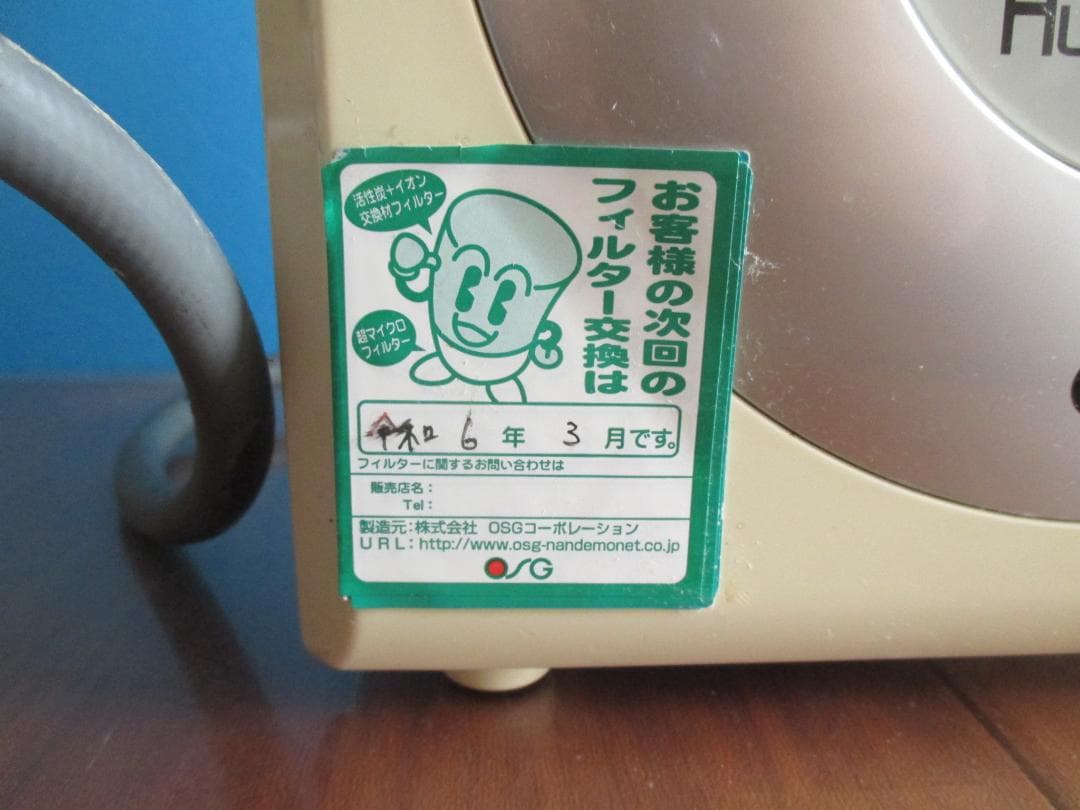 お客様の次回の
フィルター交換は
活性炭+イオン
交換材フィルター
超マイクロ
フィルター
令和 6 年 3 月です。
フィルターに関するお問い合わせは
販売店名:
Tel:
製造元:株式会社 OSGコーポレーション
URL:http://www.osg-nandemonet.co.jp
OSG